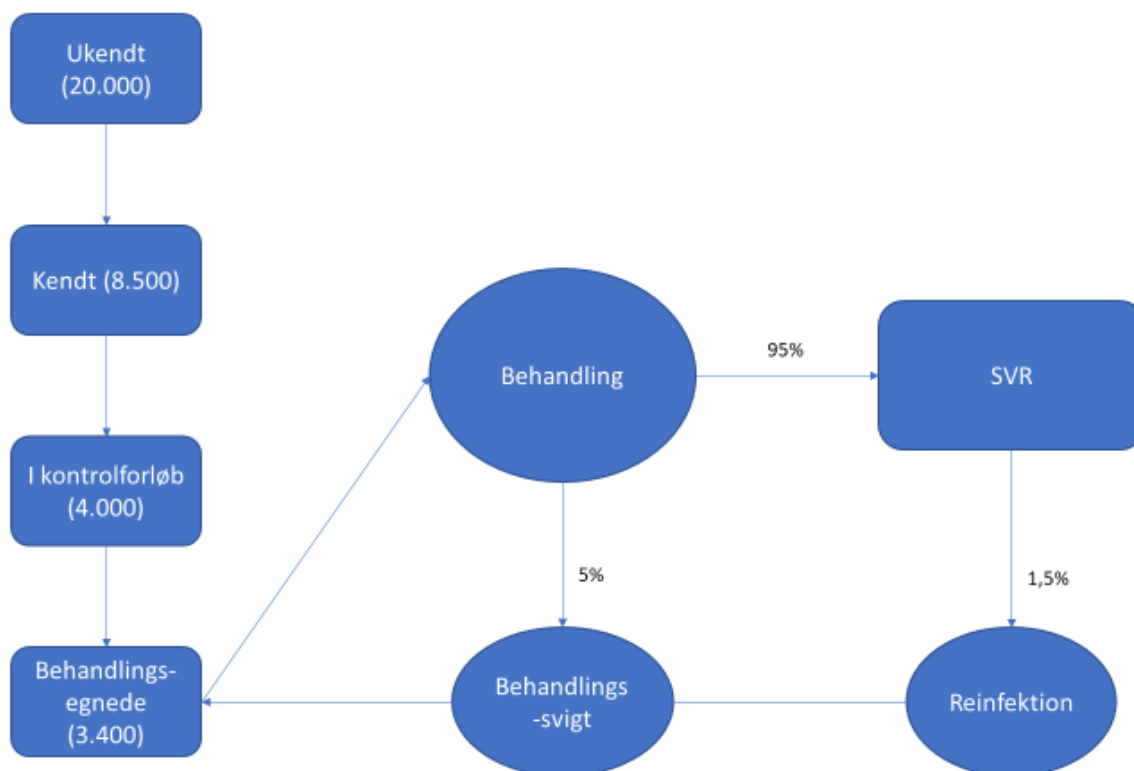 Ukendt
(20.000)
Kendt (8.500)
I kontrolforløb
(4.000)
Behandlings-
egnede
(3.400)
Behandling
95%
SVR
5%
1,5%
Behandlings
-svigt
Reinfektion